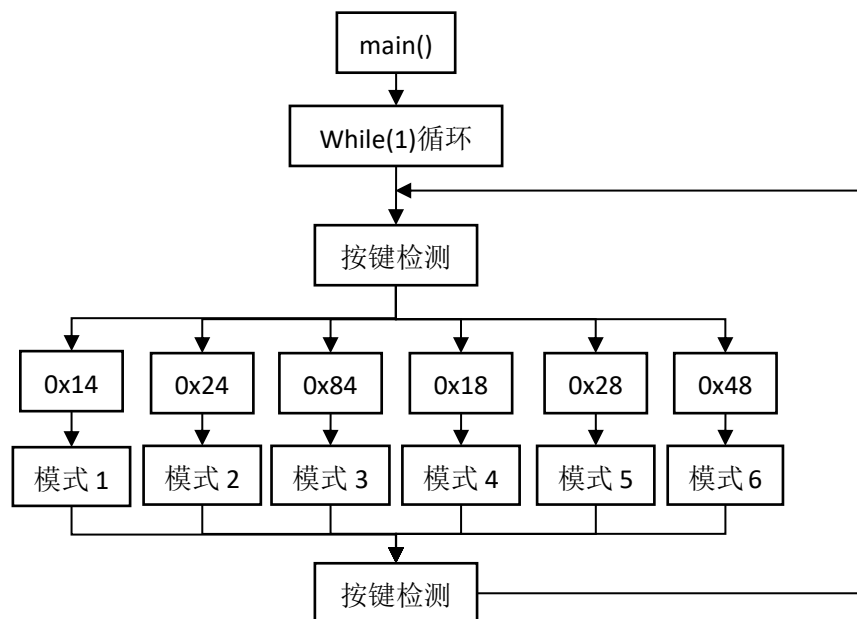 main()
While(1)循环
按键检测
0x14
0x24
0x84
0x18
0x28
0x48
模式 1
模式 2
模式 3
模式 4
模式 5
模式 6
按键检测